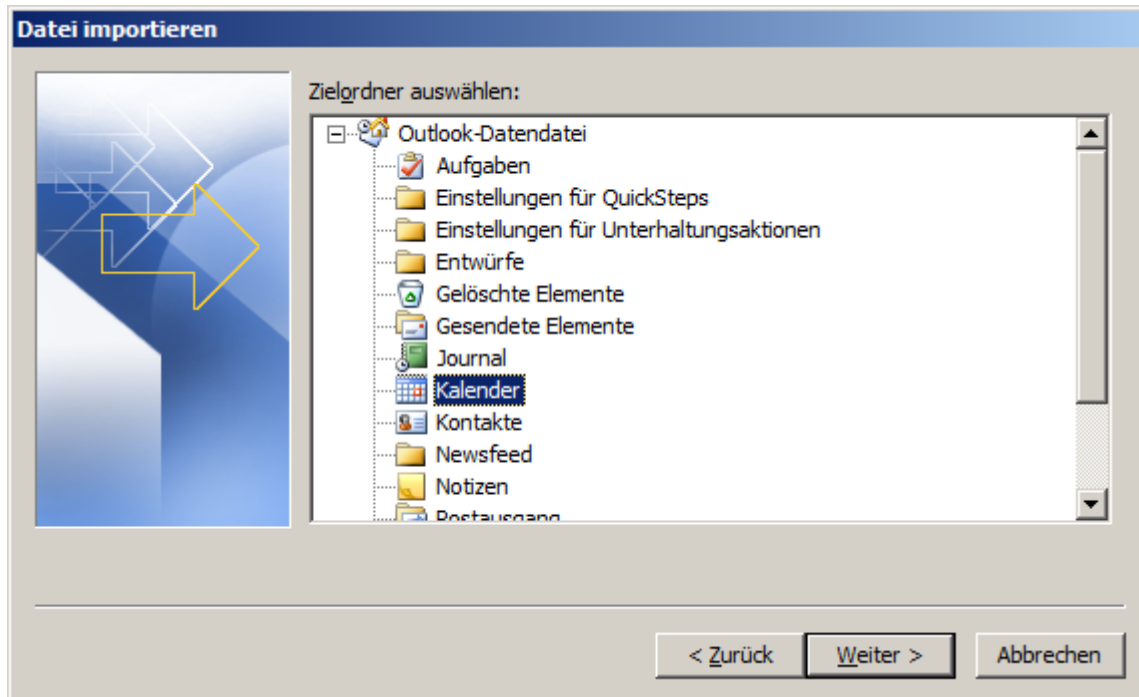 Datei importieren
Zielordner auswählen:
Outlook-Datendatei
Aufgaben
Einstellungen für QuickSteps
Einstellungen für Unterhaltungsaktionen
Entwürfe
Gelöschte Elemente
Gesendete Elemente
Journal
Kalender
Kontakte
Newsfeed
Notizen
Postausgang
< Zurück Weiter > Abbrechen